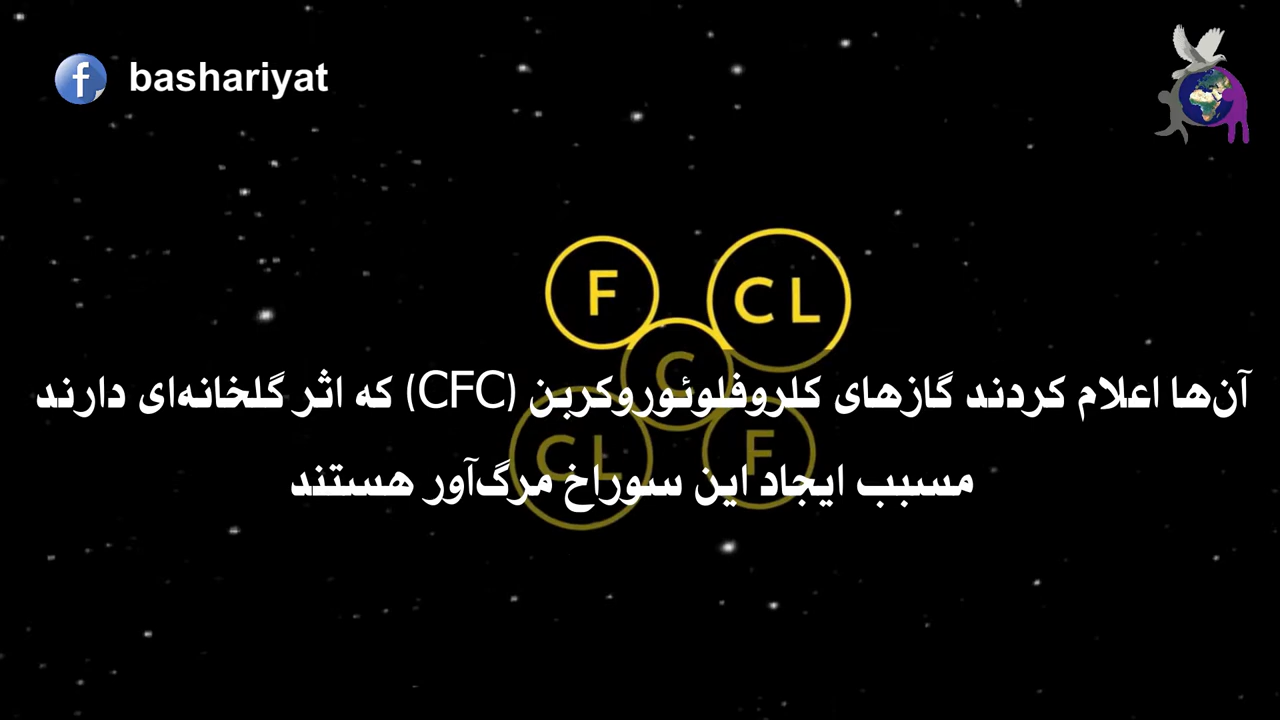 bashariyat
F
CL
C
آن‌ها اعلام کردند گازهای کلروفلوئوروکربن (CFC) که اثر گلخانه‌ای دارند
CL
F
مسبب ایجاد این سوراخ مرگ‌آور هستند